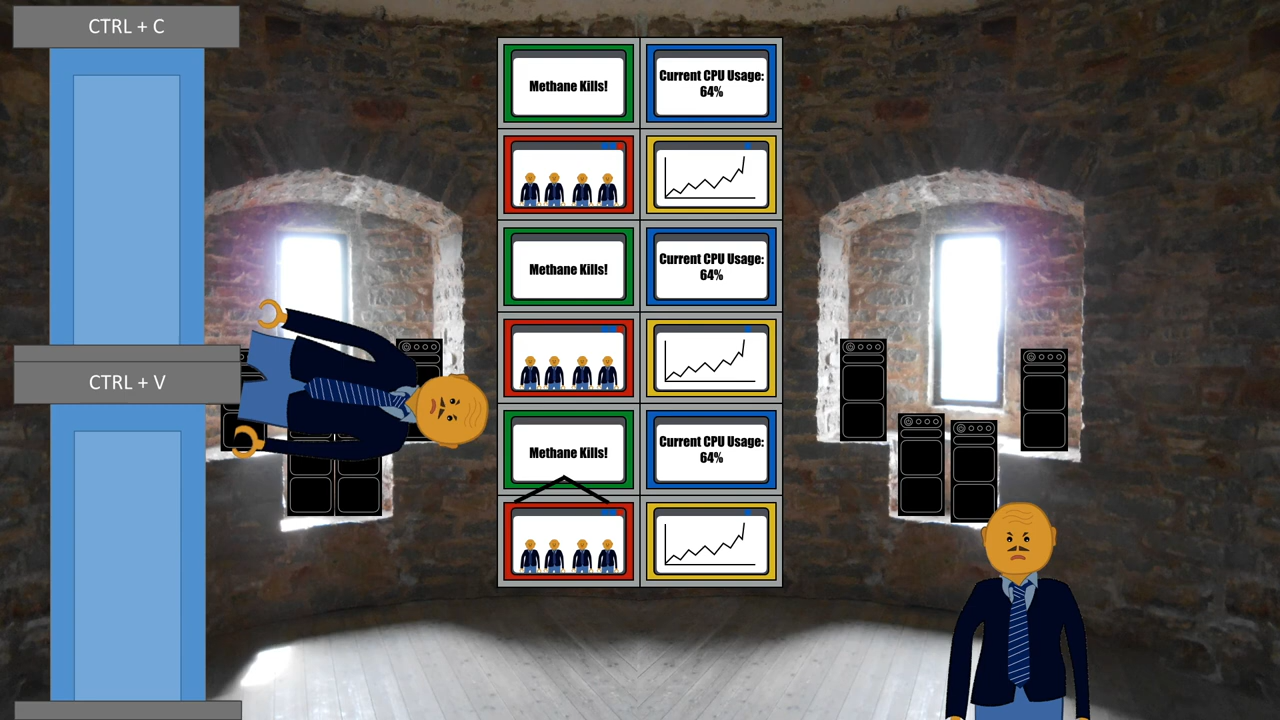 CTRL + C
Methane Kills!
Current CPU Usage:
64%
Methane Kills!
Current CPU Usage:
64%
CTRL + V
Methane Kills!
Current CPU Usage:
64%